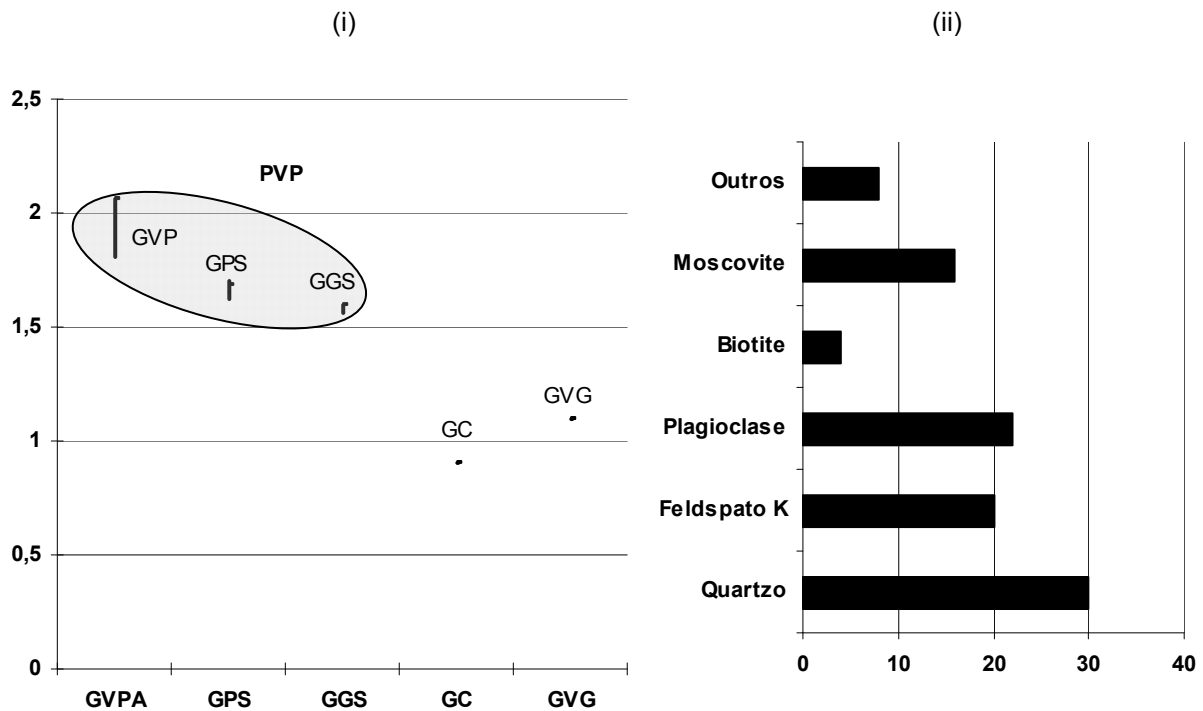 (i)
2,5
2
1,5
1
0,5
0
PVP
GVP
GPS
GGS
GC
GVG
GVPA GPS GGS GC GVG
(ii)
Outros
Moscovite
Biotite
Plagioclase
Feldspato K
Quartzo
0 10 20 30 40